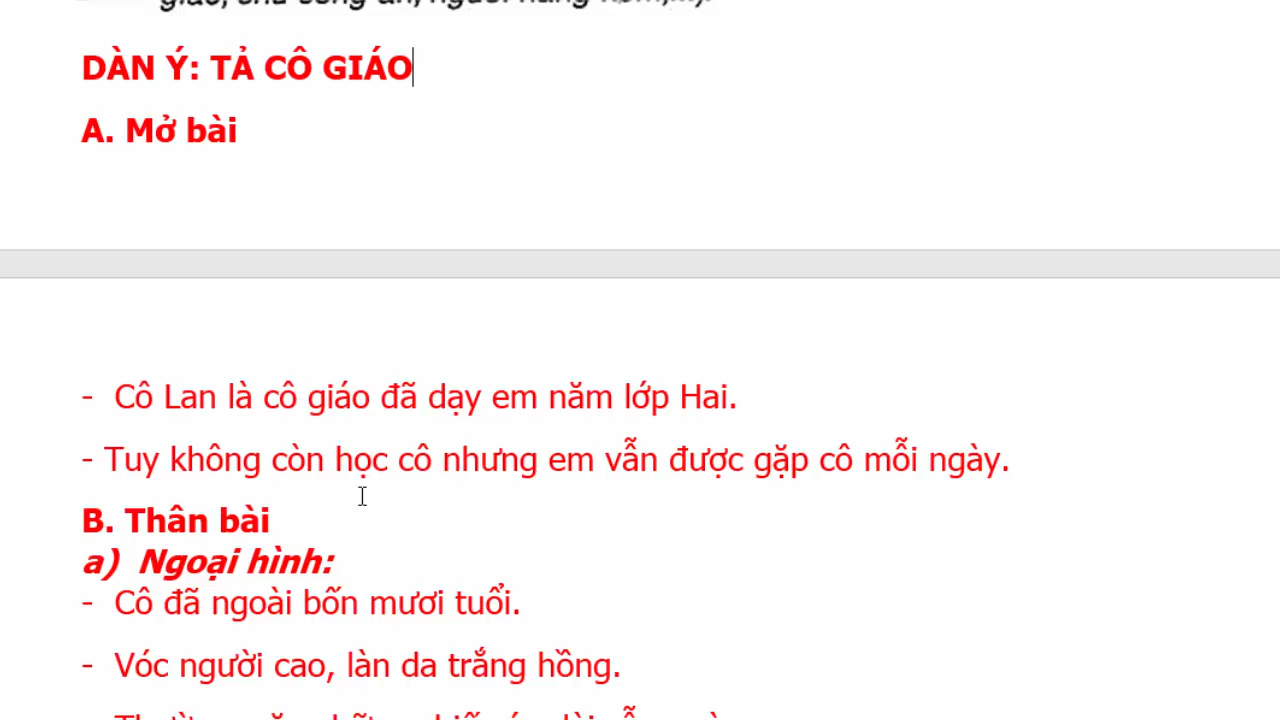 DÀN Ý: TẢ CÔ GIÁO
A. Mở bài
- Cô Lan là cô giáo đã dạy em năm lớp Hai.
- Tuy không còn học cô nhưng em vẫn được gặp cô mỗi ngày.
B. Thân bài
a) Ngoại hình:
- Cô đã ngoài bốn mươi tuổi.
- Vóc người cao, làn da trắng hồng.